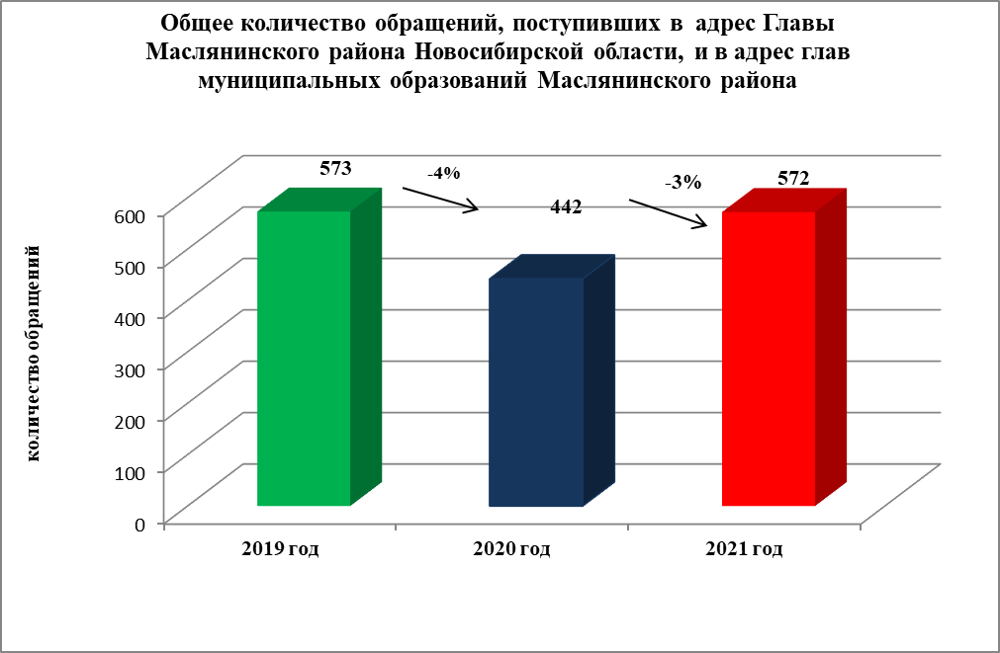 Общее количество обращений, поступивших в адрес Главы
Маслянинского района Новосибирской области, и в адрес глав
муниципальных образований Маслянинского района
573
-4%
442
-3%
572
количество обращений
600
500
400
300
200
100
0
2019 год
2020 год
2021 год